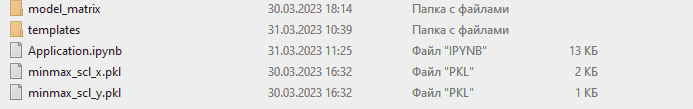 model_matrix 30.03.2023 18:14 Папка с файлами
templates 31.03.2023 10:39 Папка с файлами
Application.ipynb 31.03.2023 11:25 Файл "IPYNB" 13 КБ
minmax_scl_x.pkl 30.03.2023 16:32 Файл "PKL" 2 КБ
minmax_scl_y.pkl 30.03.2023 16:32 Файл "PKL" 1 КБ